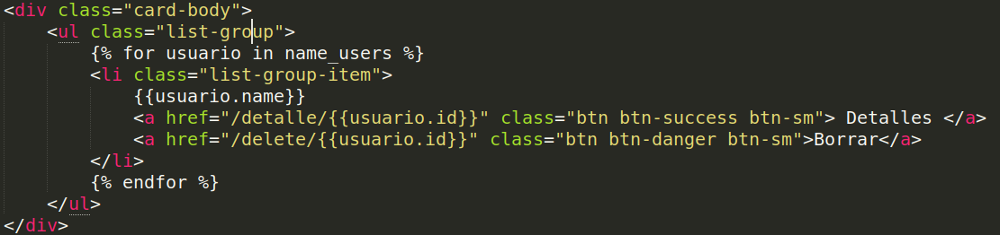 <div class="card-body">
    <ul class="list-group">
        {% for usuario in name_users %}
        <li class="list-group-item">
            {{usuario.name}}
            <a href="/detalle/{{usuario.id}}" class="btn btn-success btn-sm"> Detalles </a>
            <a href="/delete/{{usuario.id}}" class="btn btn-danger btn-sm">Borrar</a>
        </li>
        {% endfor %}
    </ul>
</div>